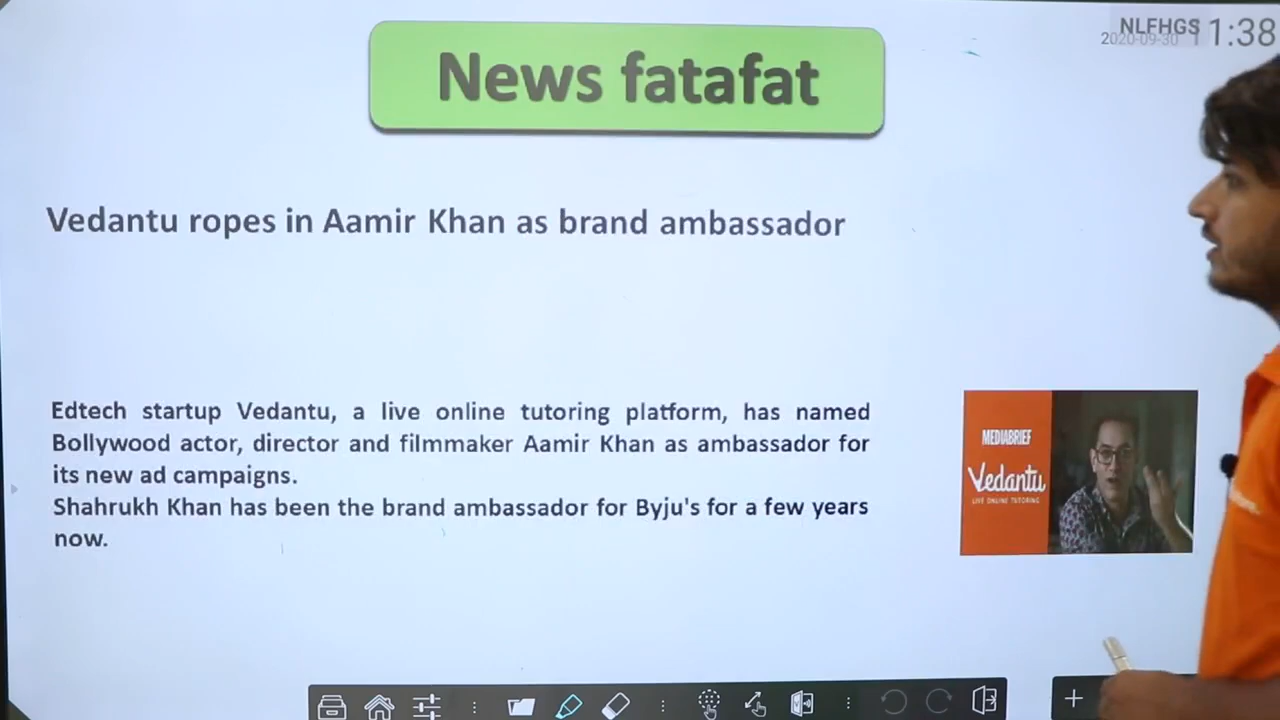 NLFHGS
2020-09-30
11:38
News fatafat
Vedantu ropes in Aamir Khan as brand ambassador
Edtech startup Vedantu, a live online tutoring platform, has named
Bollywood actor, director and filmmaker Aamir Khan as ambassador for
its new ad campaigns.
Shahrukh Khan has been the brand ambassador for Byju's for a few years
now.
MEDIABRIEF
Vedantu
LIVE ONLINE TUTORING